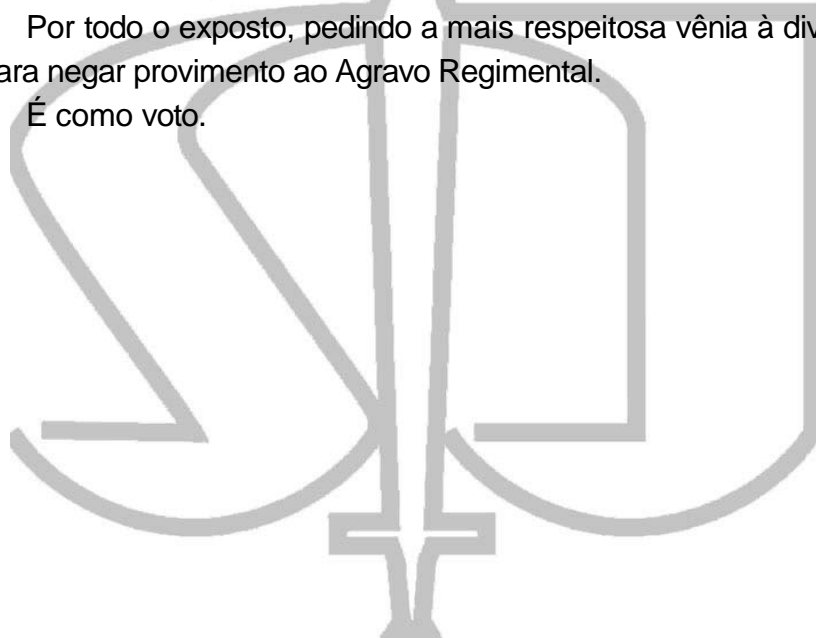 Por todo o exposto, pedindo a mais respeitosa vênia à div
ara negar provimento ao Agravo Regimental.
É como voto.